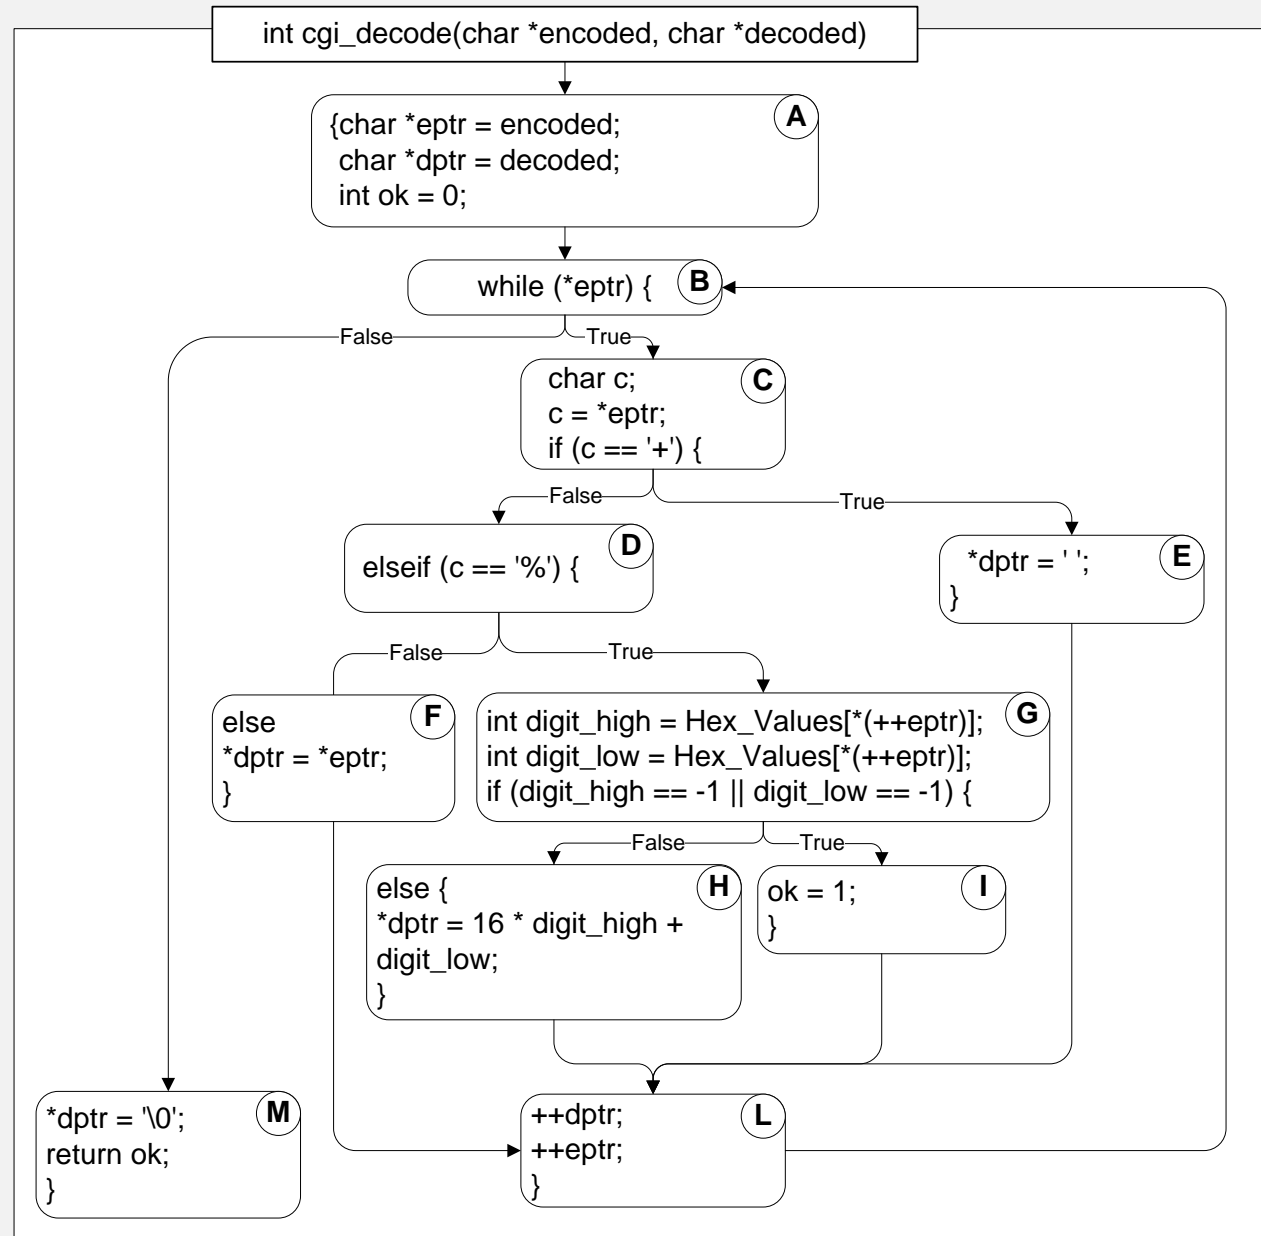 int cgi_decode(char *encoded, char *decoded)
{char *eptr = encoded;
char *dptr = decoded;
int ok = 0;
A
while (*eptr) {
B
False
True
char c;
c = *eptr;
if (c == '+') {
C
False
True
elseif (c == '%') {
D
*dptr = ' ';
}
E
False
True
else
*dptr = *eptr;
}
F
int digit_high = Hex_Values[*(++eptr)];
int digit_low = Hex_Values[*(++eptr)];
if (digit_high == -1 || digit_low == -1) {
G
False
True
else {
*dptr = 16 * digit_high +
digit_low;
}
H
ok = 1;
}
I
*dptr = '\0';
return ok;
}
M
++dptr;
++eptr;
}
L